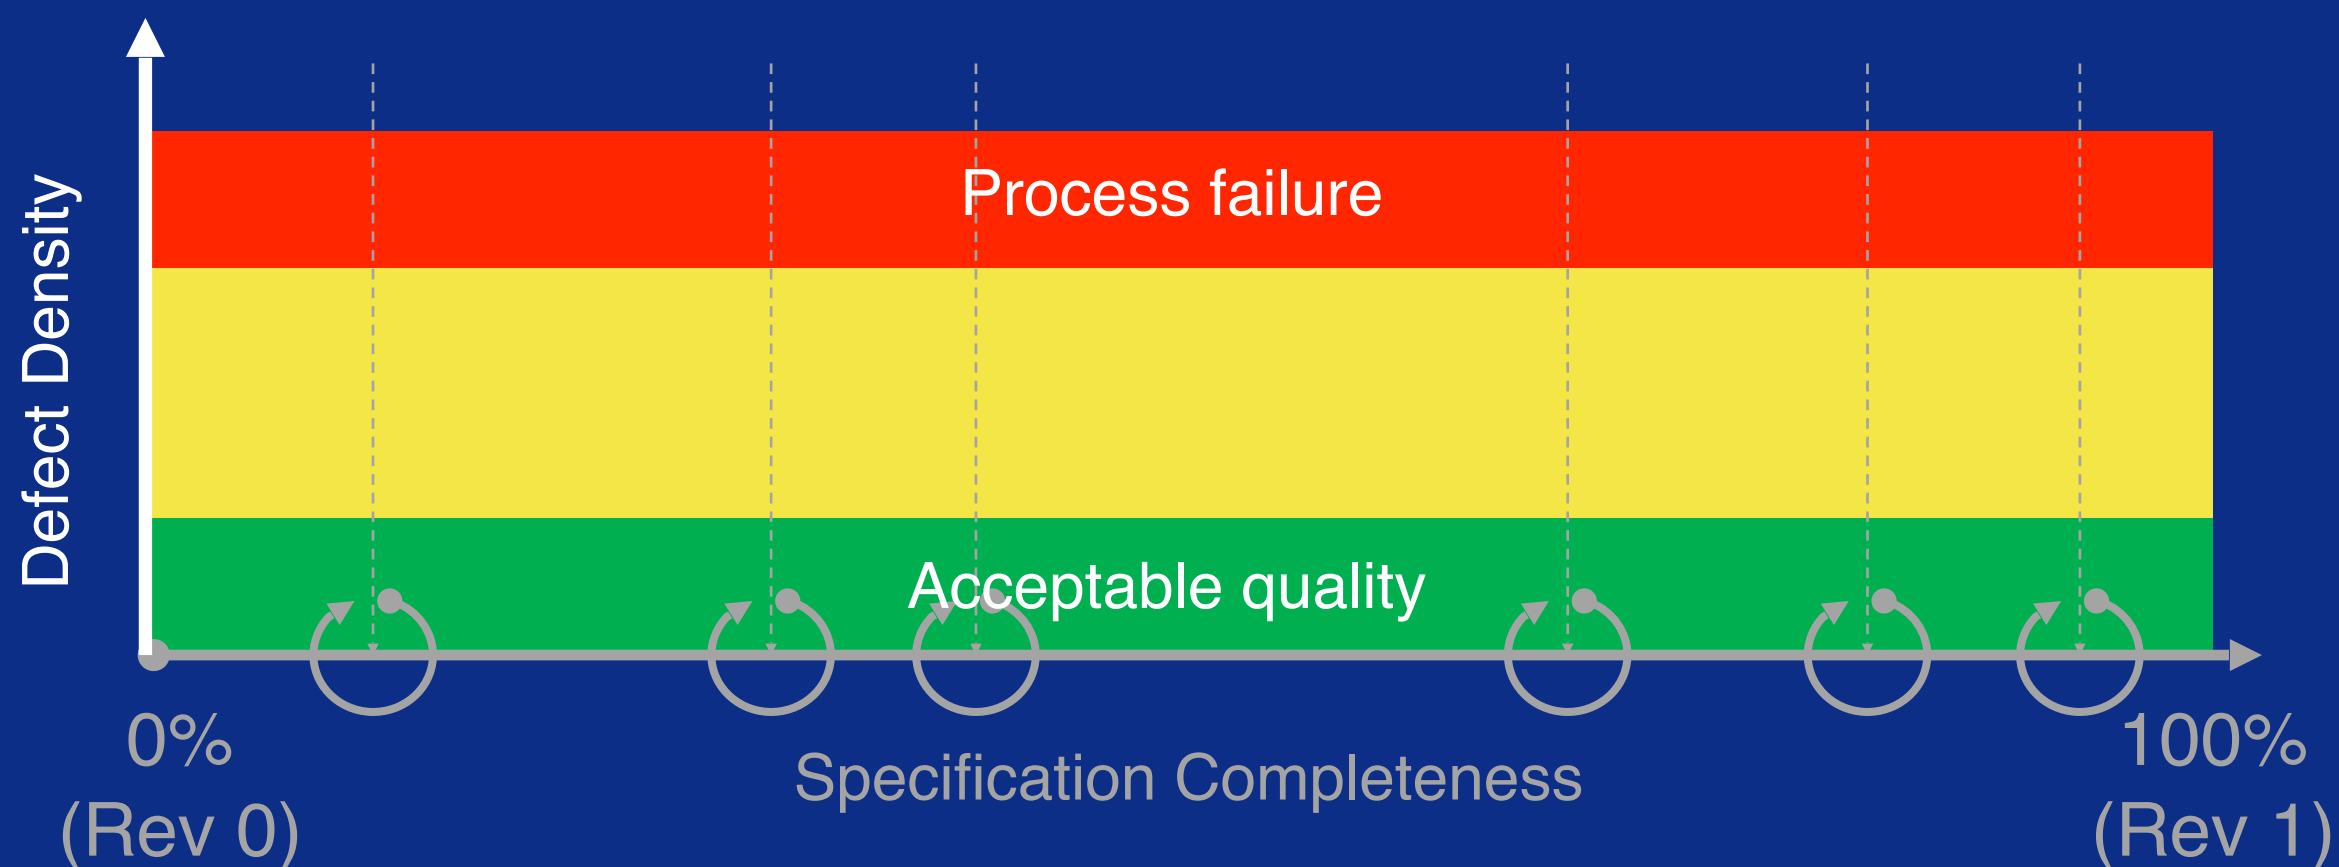 Defect Density
Process failure
Acceptable quality
0%
(Rev 0)
Specification Completeness
100%
(Rev 1)